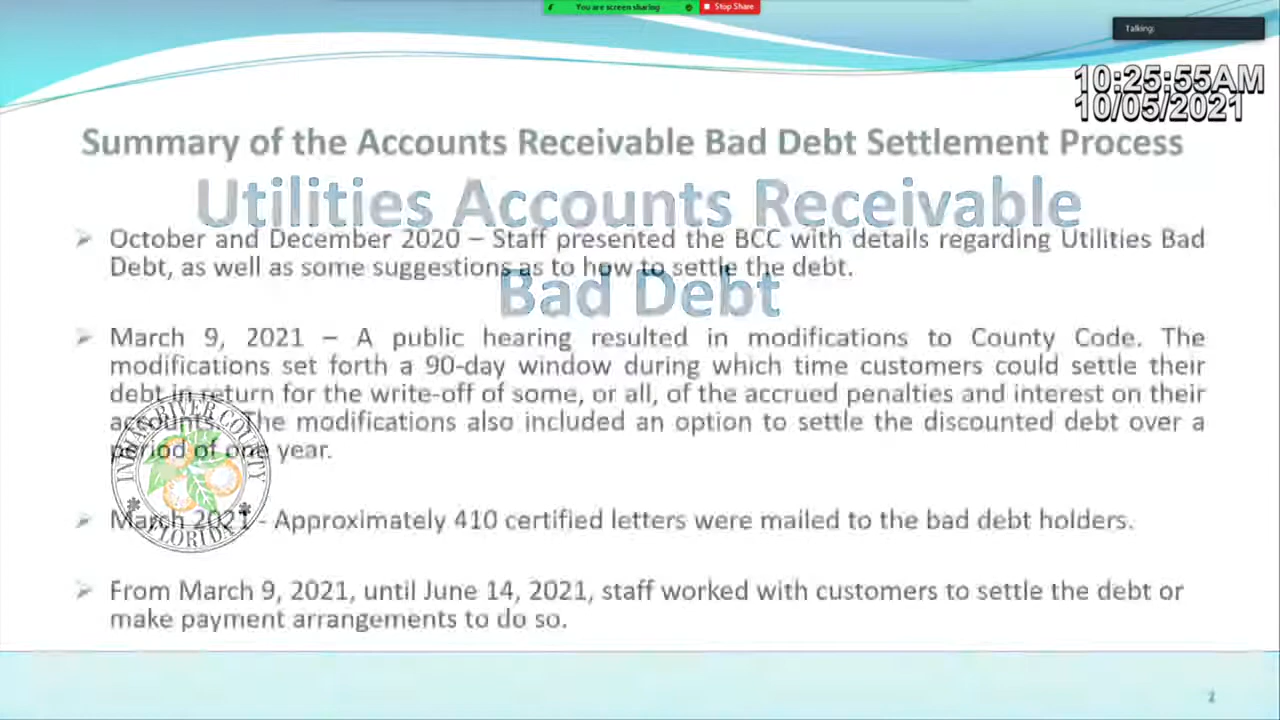 You are screen sharing
Stop Share
Talking:
10:25:55AM
10/05/2021
Summary of the Accounts Receivable Bad Debt Settlement Process
Utilities Accounts Receivable
Bad Debt
October and December 2020 – Staff presented the BCC with details regarding Utilities Bad
Debt, as well as some suggestions as to how to settle the debt.
March 9, 2021 – A public hearing resulted in modifications to County Code. The
modifications set forth a 90-day window during which time customers could settle their
debt in return for the write-off of some, or all, of the accrued penalties and interest on their
accounts. The modifications also included an option to settle the discounted debt over a
period of one year.
INDIAN RIVER COUNTY
FLORIDA
March 2021 - Approximately 410 certified letters were mailed to the bad debt holders.
From March 9, 2021, until June 14, 2021, staff worked with customers to settle the debt or
make payment arrangements to do so.